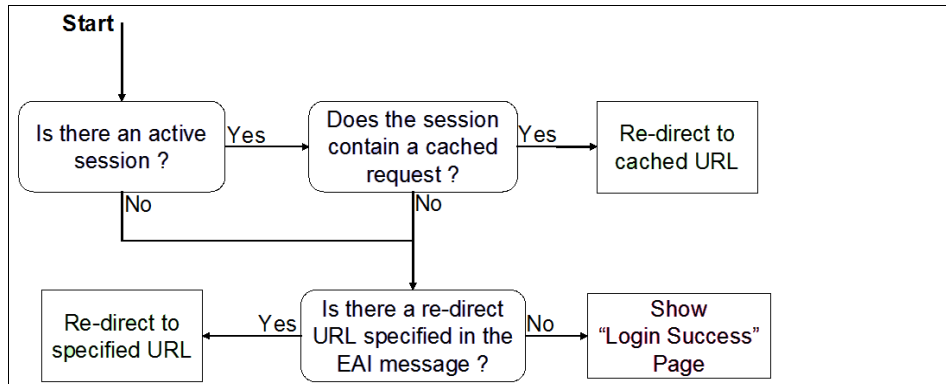 Start
Is there an active
session ?
Yes
Does the session
contain a cached
request ?
Yes
Re-direct to
cached URL
No
No
Re-direct to
specified URL
Yes
Is there a re-direct
URL specified in the
EAI message ?
No
Show
“Login Success”
Page